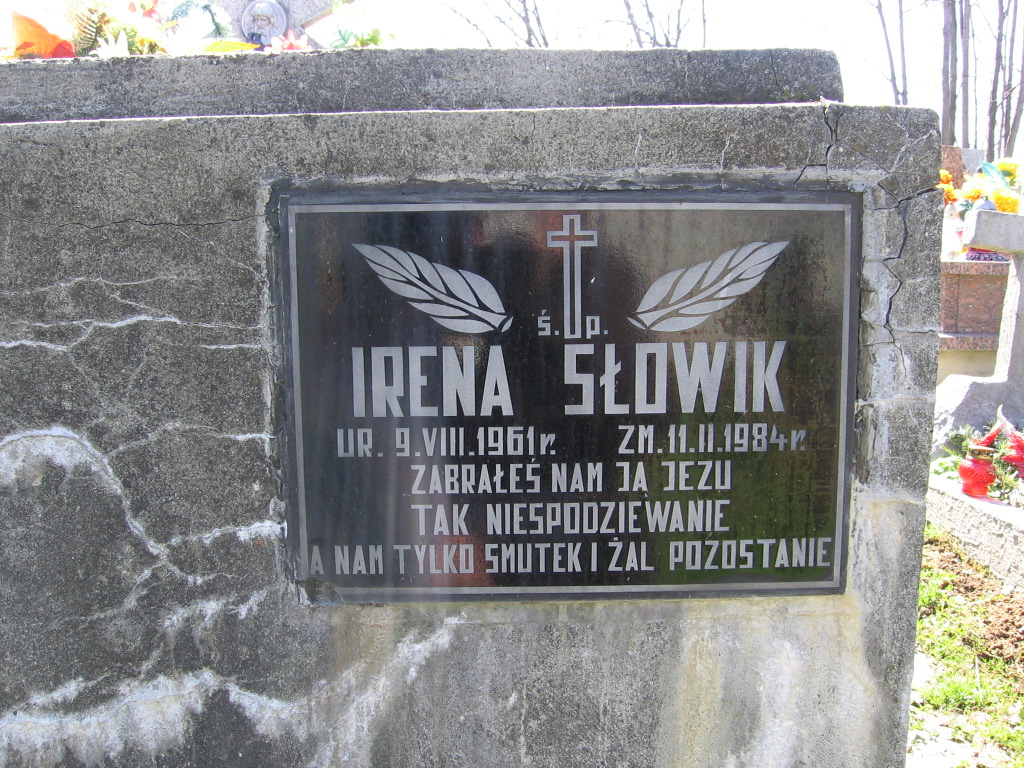 Ś. P.
IRENA SŁOWIK
UR. 9.VIII.1961r. ZM. 11.II.1984r.
ZABRAŁEŚ NAM JĄ JEZU
TAK NIESPODZIEWANIE
A NAM TYLKO SMUTEK I ŻAL POZOSTANIE